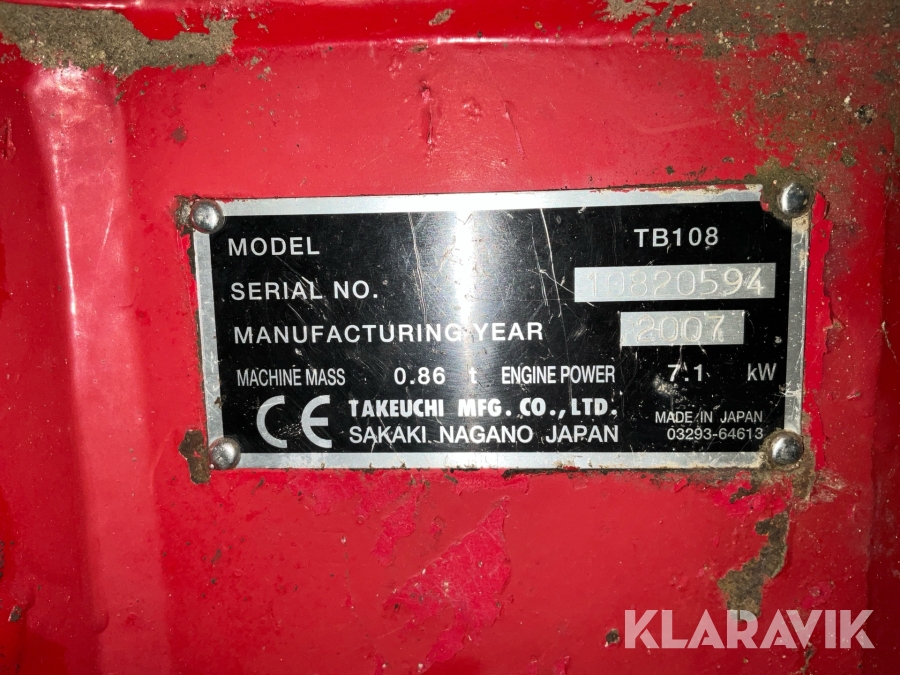 MODEL TB108
SERIAL NO. 10820594
MANUFACTURING YEAR 2007
MACHINE MASS 0.86 t ENGINE POWER 7.1 kW
CE TAKEUCHI MFG. CO., LTD.
SAKAKI NAGANO JAPAN
MADE IN JAPAN
03293-64613
KLARAVIK